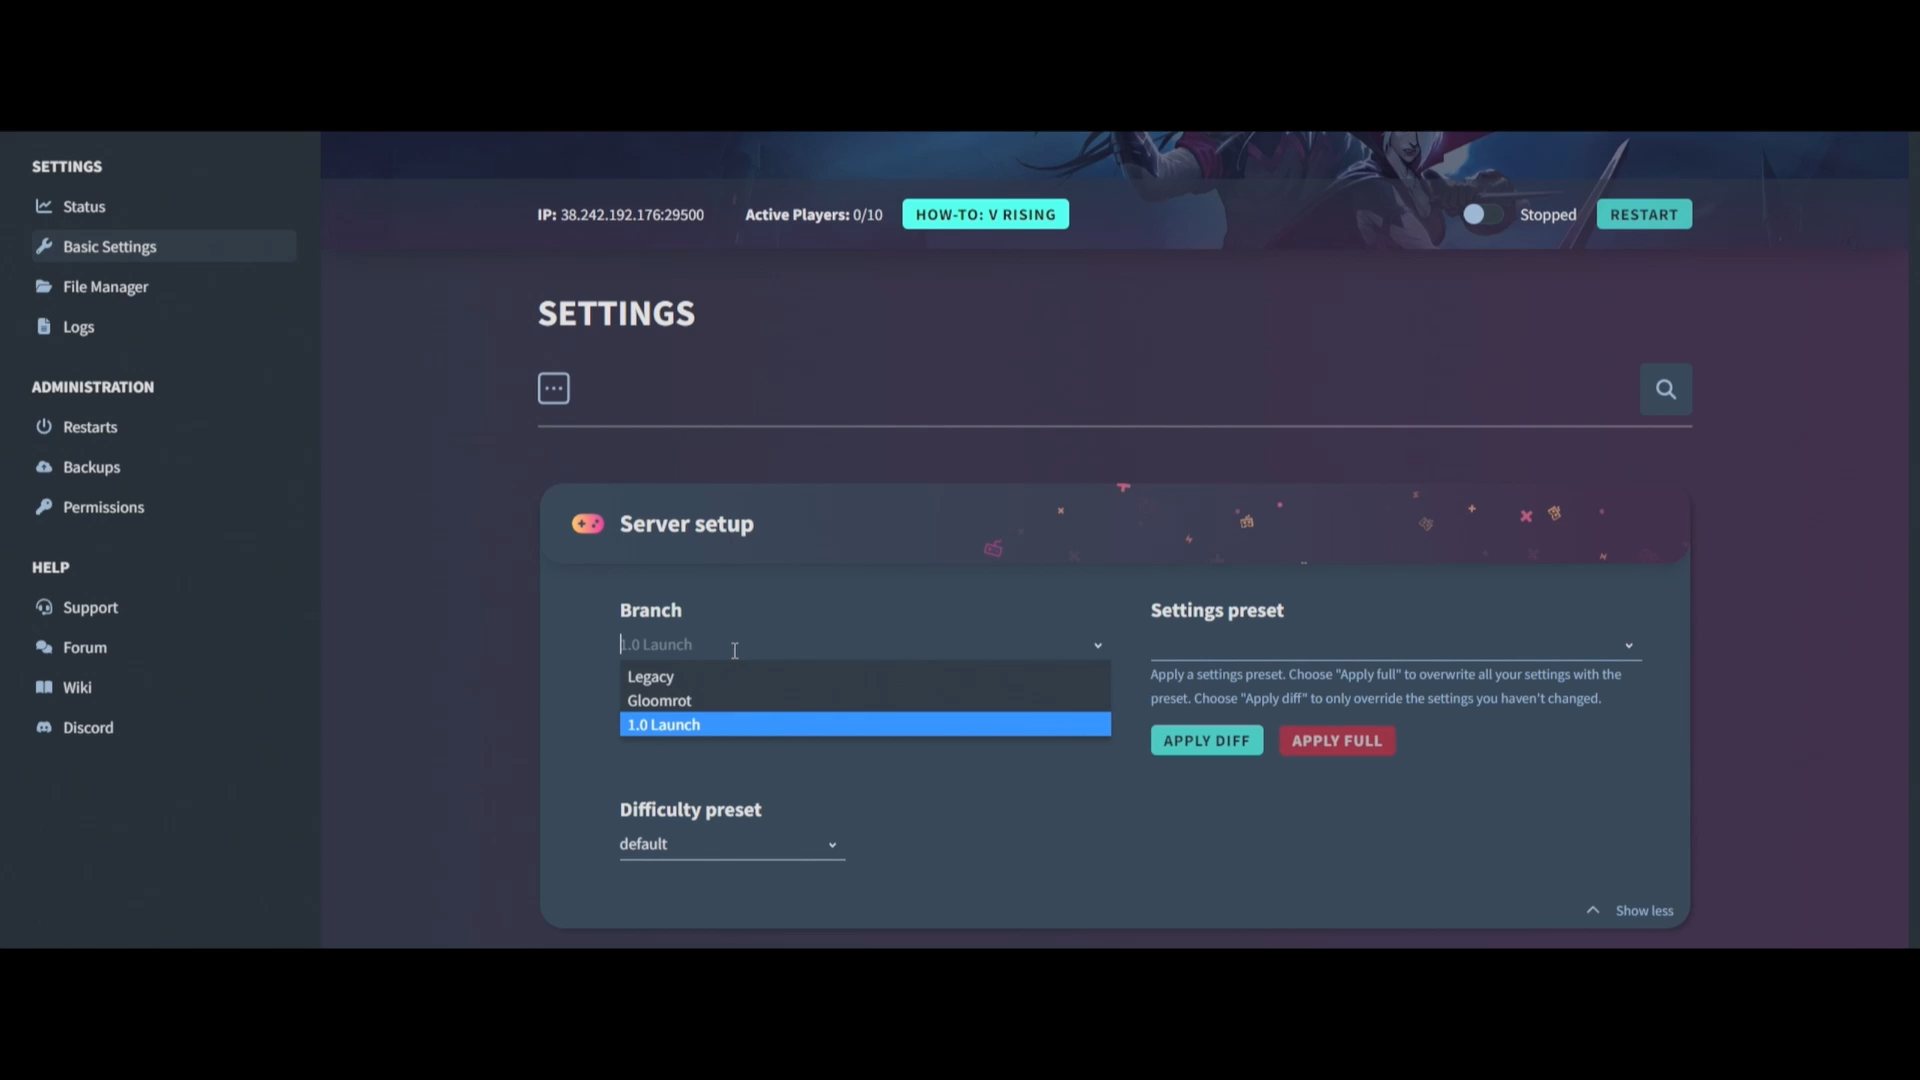 SETTINGS
Status
Basic Settings
File Manager
Logs
ADMINISTRATION
Restarts
Backups
Permissions
HELP
Support
Forum
Wiki
Discord
IP: 38.242.192.176:29500
Active Players: 0/10
HOW-TO: V RISING
Stopped
RESTART
SETTINGS
Server setup
Branch
1.0 Launch
Legacy
Gloomrot
1.0 Launch
Settings preset
Apply a settings preset. Choose "Apply full" to overwrite all your settings with the
preset. Choose "Apply diff" to only override the settings you haven't changed.
APPLY DIFF
APPLY FULL
Difficulty preset
default
Show less